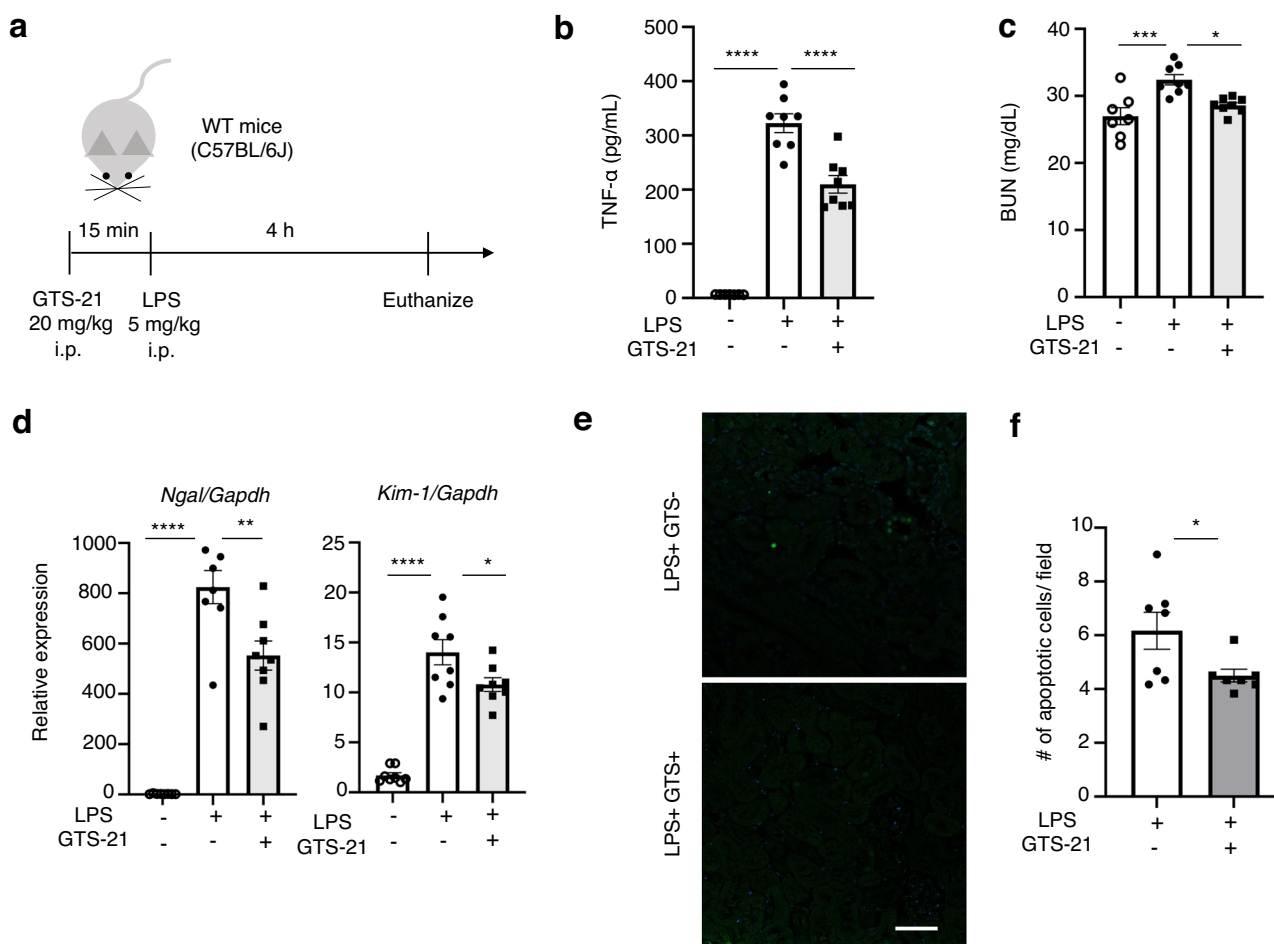 a
WT mice
(C57BL/6J)
15 min
4 h
GTS-21
20 mg/kg
i.p.
LPS
5 mg/kg
i.p.
Euthanize
b
TNF-α (pg/mL)
500
400
300
200
100
0
****
****
LPS - + +
GTS-21 - - +
c
BUN (mg/dL)
40
30
20
10
0
***
*
LPS - + +
GTS-21 - - +
d
Relative expression
Ngal/Gapdh
1000
800
600
400
200
0
****
**
LPS - + +
GTS-21 - - +
Kim-1/Gapdh
25
20
15
10
5
0
****
*
LPS - + +
GTS-21 - - +
e
LPS+ GTS-
LPS+ GTS+
f
# of apoptotic cells/ field
10
8
6
4
2
0
*
LPS + +
GTS-21 - +